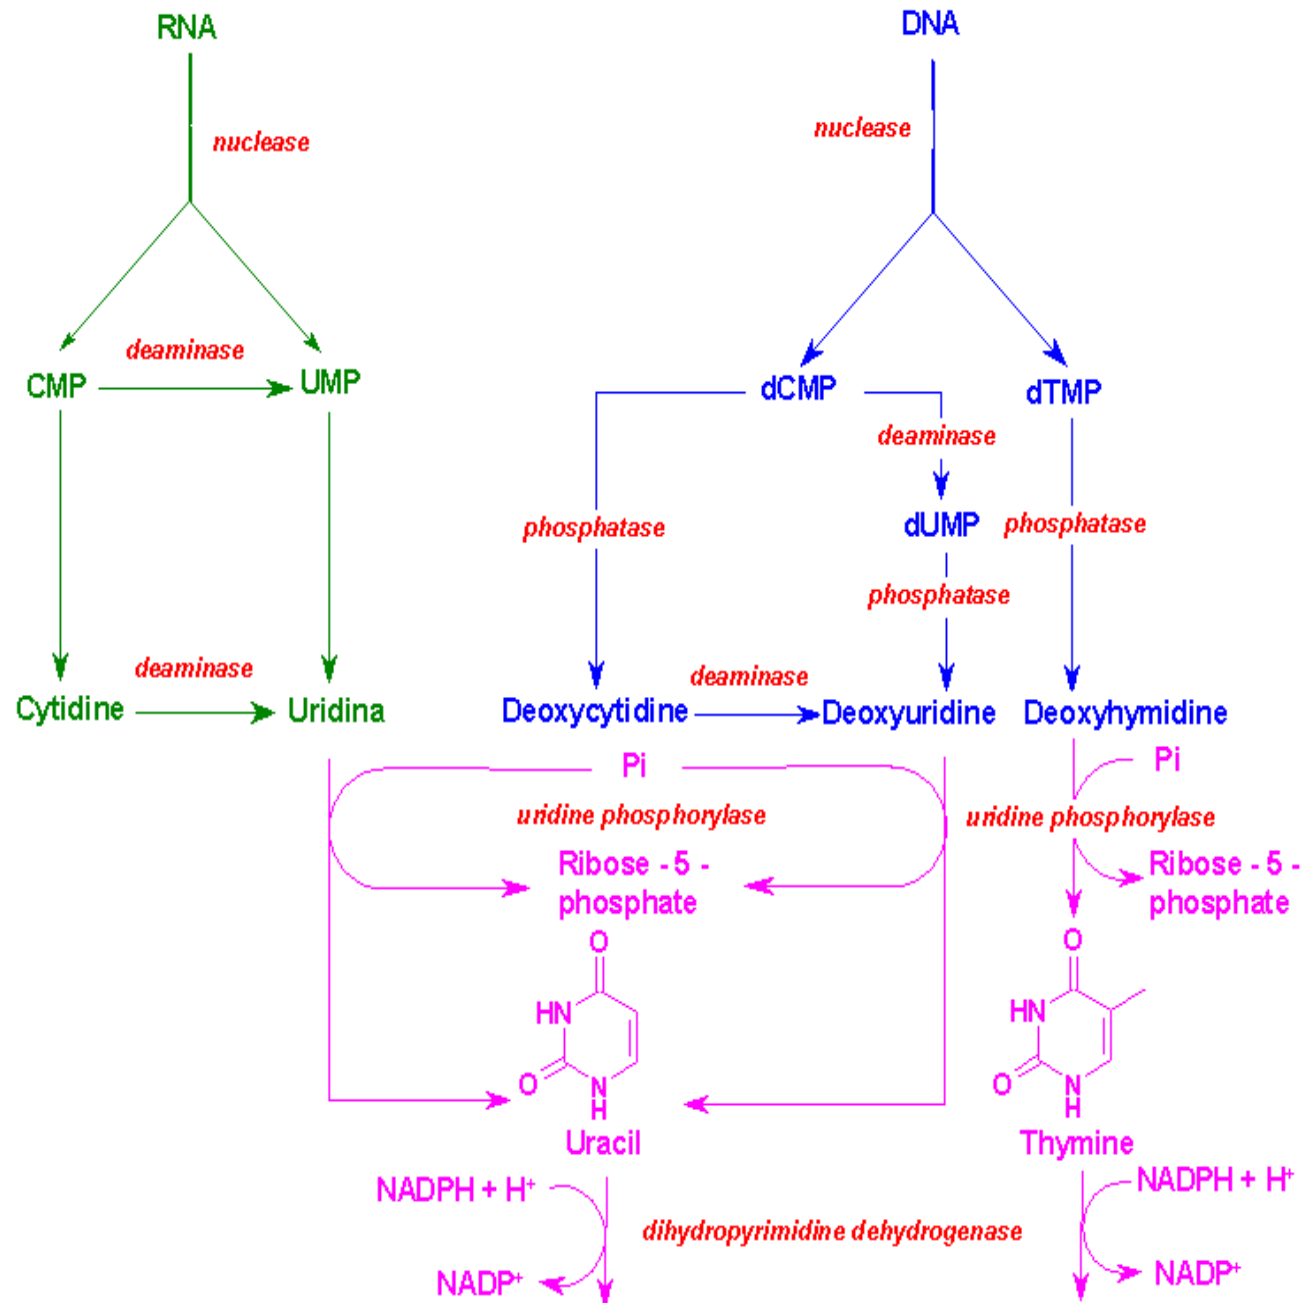 RNA
DNA
nuclease
nuclease
deaminase
CMP
UMP
dCMP
dTMP
deaminase
dUMP
phosphatase
phosphatase
phosphatase
deaminase
deaminase
Cytidine
Uridina
Deoxycytidine
Deoxyuridine
Deoxyhymidine
Pi
Pi
uridine phosphorylase
uridine phosphorylase
Ribose - 5 -
phosphate
Ribose - 5 -
phosphate
O
O
HN
HN
O
N
H
O
N
H
Uracil
Thymine
NADPH + H⁺
NADPH + H⁺
dihydropyrimidine dehydrogenase
NADP⁺
NADP⁺